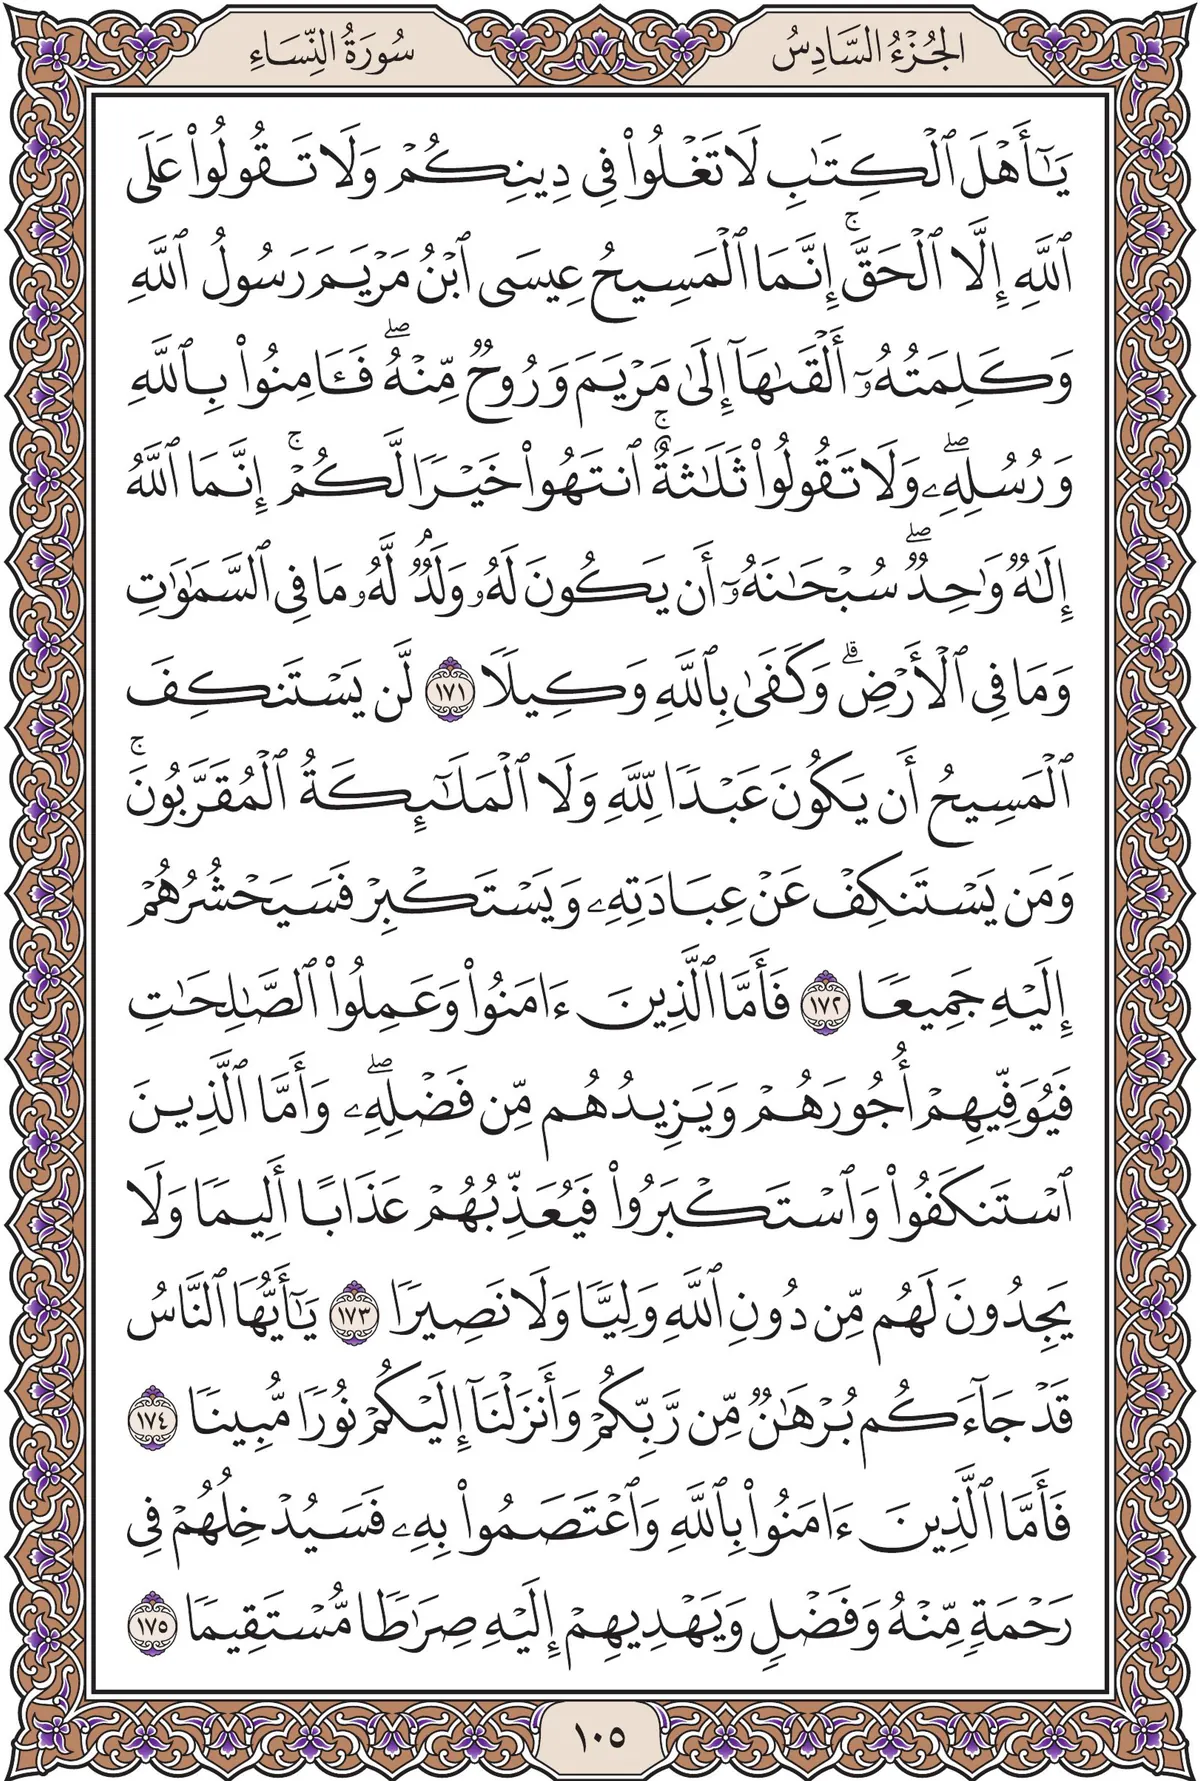 الجُزْءُ السَّادِسُ
سُورَةُ النِّسَاءِ
يَٰٓأَهۡلَ ٱلۡكِتَٰبِ لَا تَغۡلُواْ فِي دِينِكُمۡ وَلَا تَقُولُواْ عَلَى
ٱللَّهِ إِلَّا ٱلۡحَقَّۚ إِنَّمَا ٱلۡمَسِيحُ عِيسَى ٱبۡنُ مَرۡيَمَ رَسُولُ ٱللَّهِ
وَكَلِمَتُهُۥٓ أَلۡقَىٰهَآ إِلَىٰ مَرۡيَمَ وَرُوحٞ مِّنۡهُۖ فَـَٔامِنُواْ بِٱللَّهِ
وَرُسُلِهِۦۖ وَلَا تَقُولُواْ ثَلَٰثَةٌۚ ٱنتَهُواْ خَيۡرٗا لَّكُمۡۚ إِنَّمَا ٱللَّهُ
إِلَٰهٞ وَٰحِدٞۖ سُبۡحَٰنَهُۥٓ أَن يَكُونَ لَهُۥ وَلَدٞۘ لَّهُۥ مَا فِي ٱلسَّمَٰوَٰتِ
وَمَا فِي ٱلۡأَرۡضِۗ وَكَفَىٰ بِٱللَّهِ وَكِيلٗا ١٧١ لَّن يَسۡتَنكِفَ
ٱلۡمَسِيحُ أَن يَكُونَ عَبۡدٗا لِّلَّهِ وَلَا ٱلۡمَلَٰٓئِكَةُ ٱلۡمُقَرَّبُونَۚ
وَمَن يَسۡتَنكِفۡ عَنۡ عِبَادَتِهِۦ وَيَسۡتَكۡبِرۡ فَسَيَحۡشُرُهُمۡ
إِلَيۡهِ جَمِيعٗا ١٧٢ فَأَمَّا ٱلَّذِينَ ءَامَنُواْ وَعَمِلُواْ ٱلصَّٰلِحَٰتِ
فَيُوَفِّيهِمۡ أُجُورَهُمۡ وَيَزِيدُهُم مِّن فَضۡلِهِۦۖ وَأَمَّا ٱلَّذِينَ
ٱسۡتَنكَفُواْ وَٱسۡتَكۡبَرُواْ فَيُعَذِّبُهُمۡ عَذَابًا أَلِيمٗا وَلَا
يَجِدُونَ لَهُم مِّن دُونِ ٱللَّهِ وَلِيّٗا وَلَا نَصِيرٗا ١٧٣ يَٰٓأَيُّهَا ٱلنَّاسُ
قَدۡ جَآءَكُم بُرۡهَٰنٞ مِّن رَّبِّكُمۡ وَأَنزَلۡنَآ إِلَيۡكُمۡ نُورٗا مُّبِينٗا ١٧٤
فَأَمَّا ٱلَّذِينَ ءَامَنُواْ بِٱللَّهِ وَٱعۡتَصَمُواْ بِهِۦ فَسَيُدۡخِلُهُمۡ فِي
رَحۡمَةٖ مِّنۡهُ وَفَضۡلٖ وَيَهۡدِيهِمۡ إِلَيۡهِ صِرَٰطٗا مُّسۡتَقِيمٗا ١٧٥
١٠٥